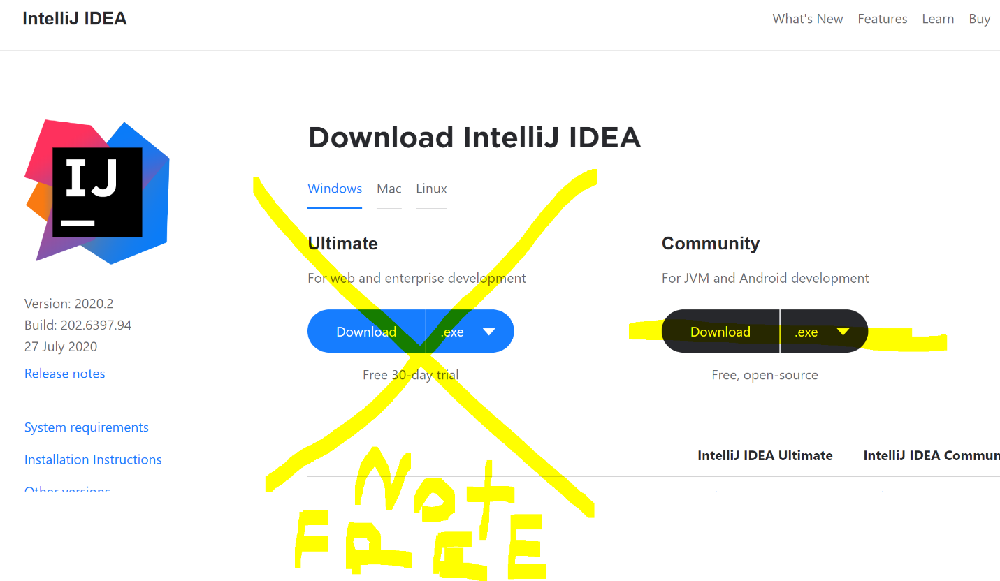 IntelliJ IDEA
What's New Features Learn Buy
IJ
Download IntelliJ IDEA
Windows Mac Linux
Ultimate
For web and enterprise development
Download .exe
Free 30-day trial
Community
For JVM and Android development
Download .exe
Free, open-source
Version: 2020.2
Build: 202.6397.94
27 July 2020
Release notes
System requirements
Installation Instructions
Other versions
IntelliJ IDEA Ultimate IntelliJ IDEA Commun
Not
FREE